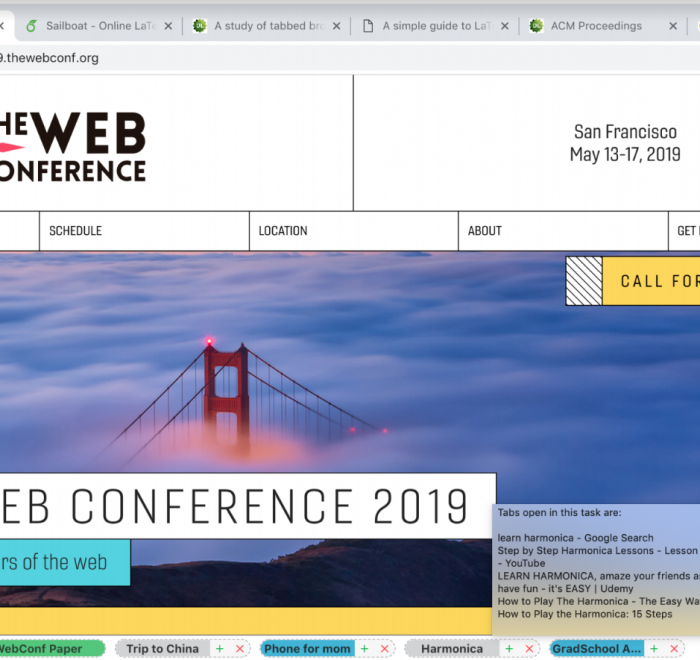 Sailboat - Online LaTe
A study of tabbed bro
A simple guide to LaT
ACM Proceedings
9.thewebconf.org
HE WEB
ONFERENCE
San Francisco
May 13-17, 2019
SCHEDULE
LOCATION
ABOUT
GET
CALL FOR
EB CONFERENCE 2019
rs of the web
Tabs open in this task are:
learn harmonica - Google Search
Step by Step Harmonica Lessons - Lesson
- YouTube
LEARN HARMONICA, amaze your friends a
have fun - it's EASY | Udemy
How to Play The Harmonica - The Easy Wa
How to Play the Harmonica: 15 Steps
WebConf Paper
Trip to China + ×
Phone for mom + ×
Harmonica + ×
GradSchool A... + ×